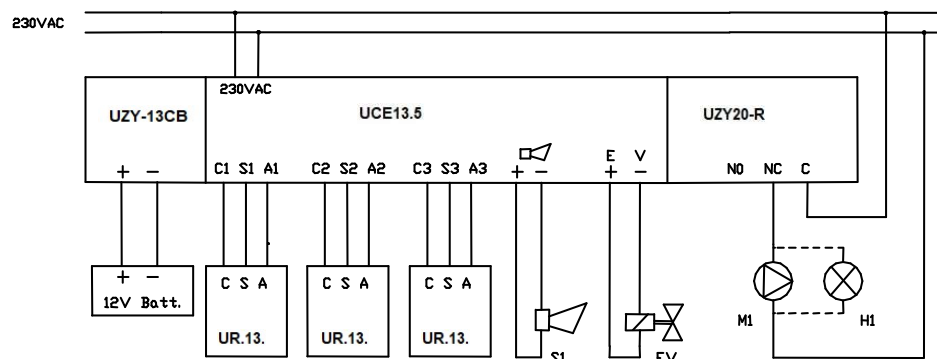 230VAC
230VAC
UZY-13CB UCE13.5 UZY20-R
E V
C1 S1 A1 C2 S2 A2 C3 S3 A3 NO NC C
+ - + - + -
+ - C S A C S A C S A
12V Batt.
M1 H1
UR.13. UR.13. UR.13.
S1 EV